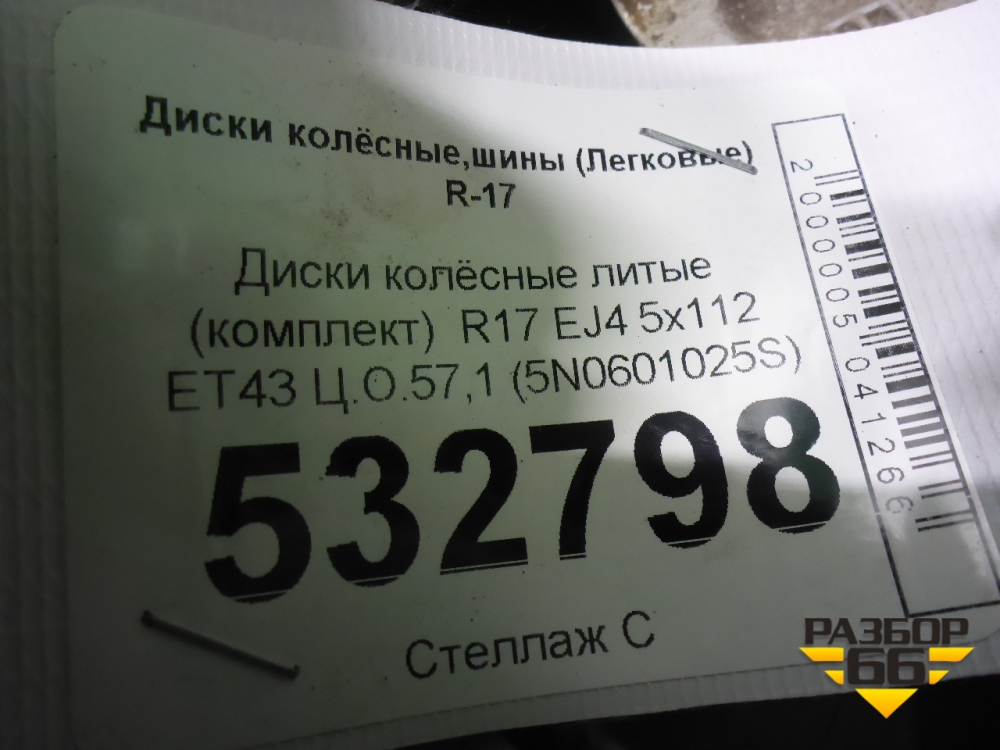 Диски колёсные,шины (Легковые)
R-17
Диски колёсные литые
(комплект) R17 EJ4 5x112
ET43 Ц.О.57,1 (5N0601025S)
532798
Стеллаж С
2000005041266
РАЗБОР
66